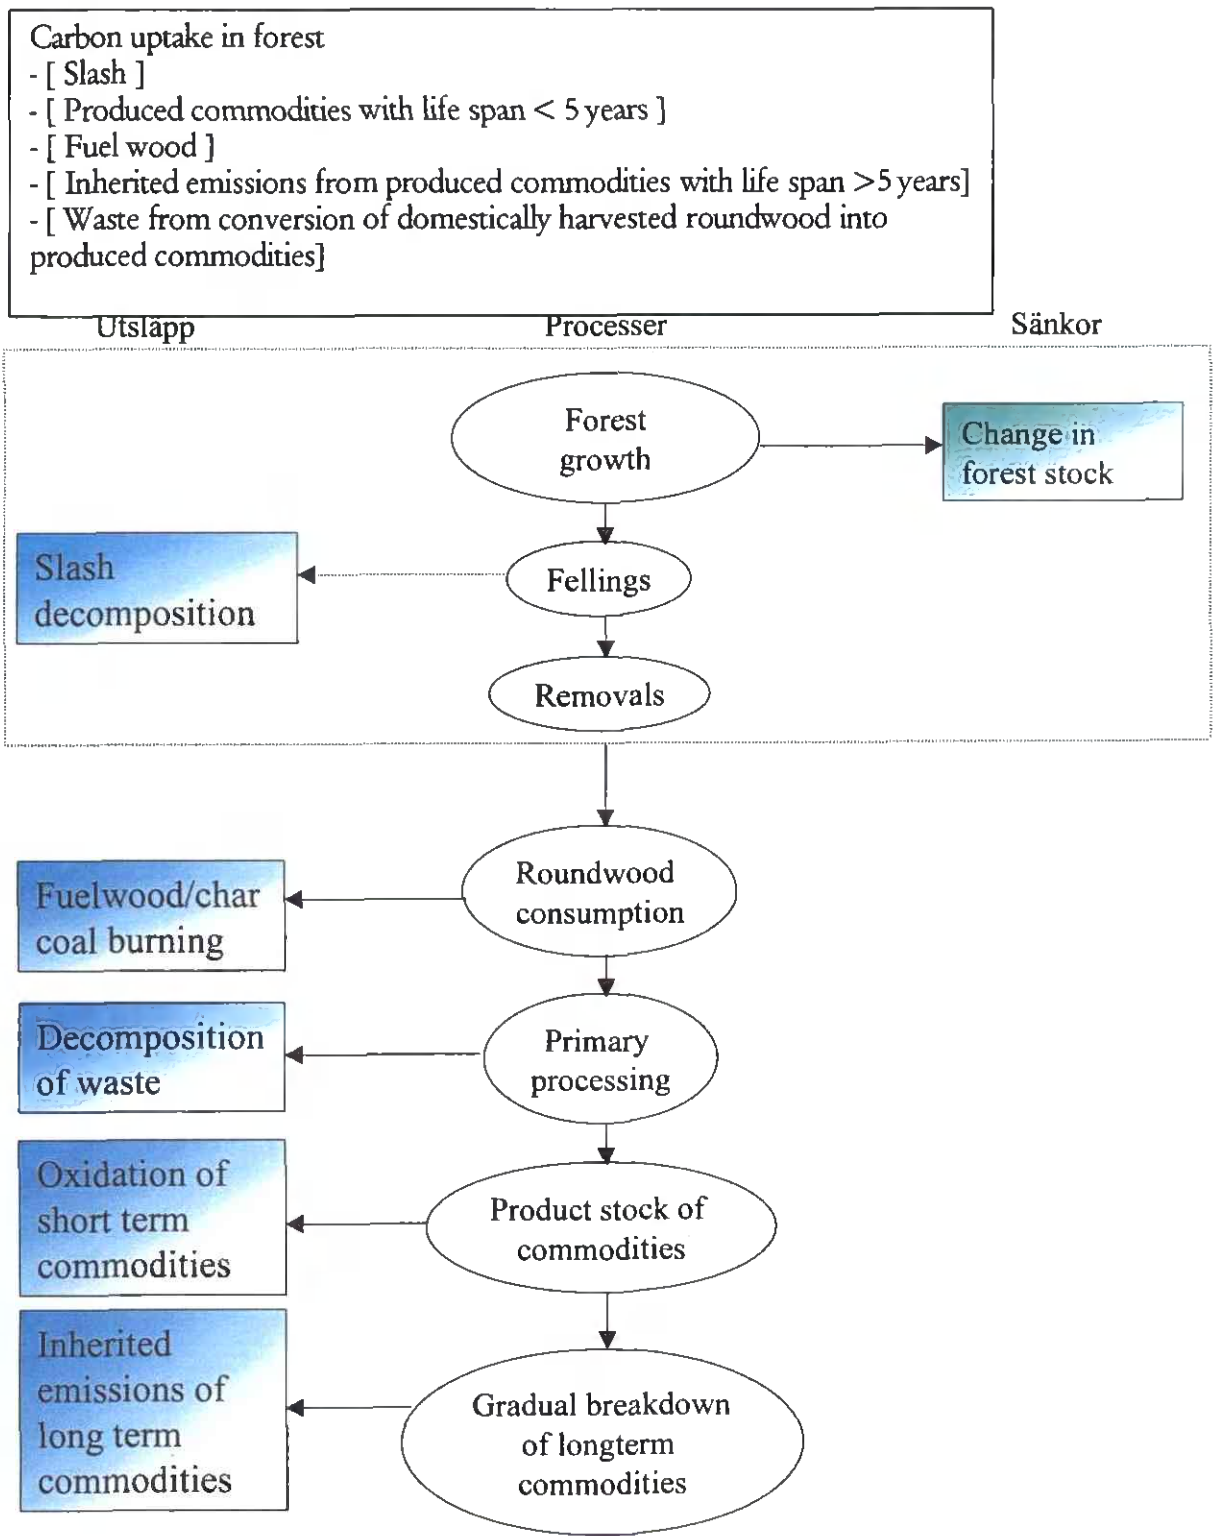 Carbon uptake in forest
- [ Slash ]
- [ Produced commodities with life span < 5 years ]
- [ Fuel wood ]
- [ Inherited emissions from produced commodities with life span >5 years]
- [ Waste from conversion of domestically harvested roundwood into
produced commodities]
Utsläpp Processer Sänkor
Forest
growth
Change in
forest stock
Slash
decomposition
Fellings
Removals
Roundwood
consumption
Fuelwood/char
coal burning
Primary
processing
Decomposition
of waste
Product stock of
commodities
Oxidation of
short term
commodities
Gradual breakdown
of longterm
commodities
Inherited
emissions of
long term
commodities